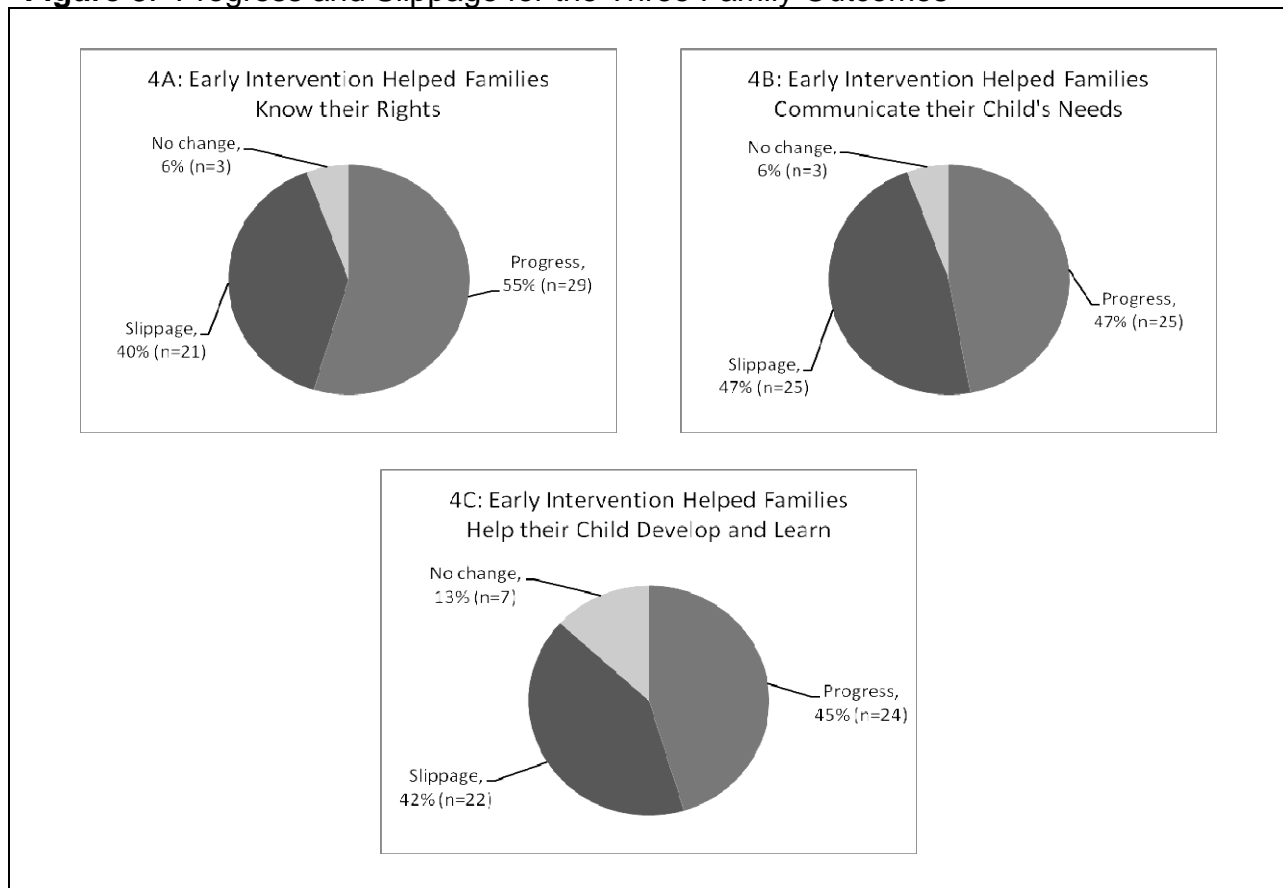 Progress and Slippage for the Three Family Outcomes
4A: Early Intervention Helped Families
Know their Rights
No change,
6% (n=3)
Progress,
55% (n=29)
Slippage,
40% (n=21)
4B: Early Intervention Helped Families
Communicate their Child's Needs
No change,
6% (n=3)
Progress,
47% (n=25)
Slippage,
47% (n=25)
4C: Early Intervention Helped Families
Help their Child Develop and Learn
No change,
13% (n=7)
Progress,
45% (n=24)
Slippage,
42% (n=22)